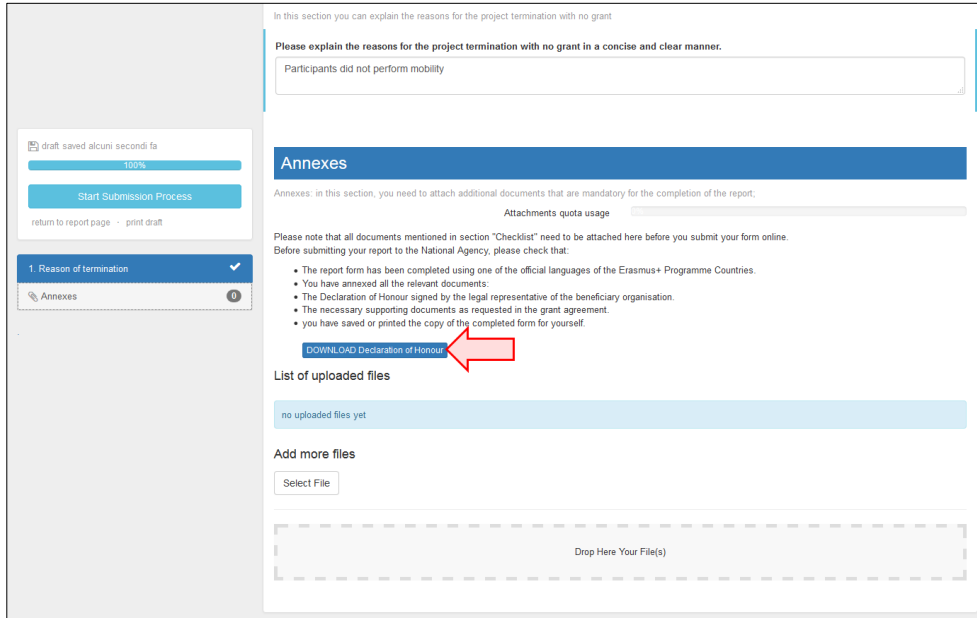 In this section you can explain the reasons for the project termination with no grant
Please explain the reasons for the project termination with no grant in a concise and clear manner.
Participants did not perform mobility
draft saved alcuni secondi fa
100%
Start Submission Process
return to report page - print draft
1. Reason of termination
Annexes 0
Annexes
Annexes: in this section, you need to attach additional documents that are mandatory for the completion of the report;
Attachments quota usage
Please note that all documents mentioned in section "Checklist" need to be attached here before you submit your form online.
Before submitting your report to the National Agency, please check that:
• The report form has been completed using one of the official languages of the Erasmus+ Programme Countries.
• You have annexed all the relevant documents:
• The Declaration of Honour signed by the legal representative of the beneficiary organisation.
• The necessary supporting documents as requested in the grant agreement.
• you have saved or printed the copy of the completed form for yourself.
DOWNLOAD Declaration of Honour
List of uploaded files
no uploaded files yet
Add more files
Select File
Drop Here Your File(s)